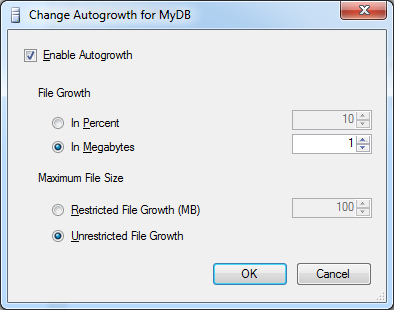 Change Autogrowth for MyDB
Enable Autogrowth
File Growth
In Percent 10
In Megabytes 1
Maximum File Size
Restricted File Growth (MB) 100
Unrestricted File Growth
OK Cancel